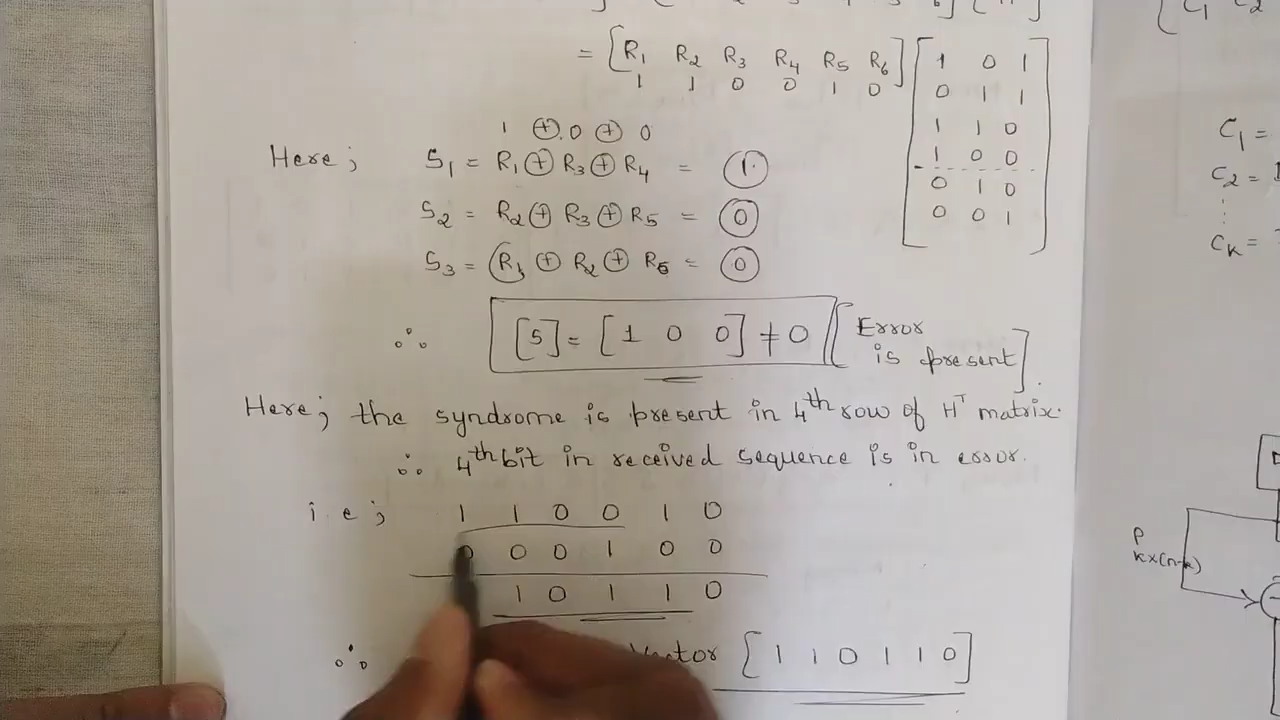 = [R₁ R₂ R₃ R₄ R₅ R₆]
1 1 0 0 1 0
1 0 1
0 1 1
1 1 0
1 0 0
0 1 0
0 0 1
1 ⊕ 0 ⊕ 0
Here; S₁ = R₁ ⊕ R₃ ⊕ R₄ = 1
S₂ = R₂ ⊕ R₃ ⊕ R₅ = 0
S₃ = R₁ ⊕ R₂ ⊕ R₆ = 0
∴ [S] = [1 0 0] ≠ 0 [Error
is present].
Here; the syndrome is present in 4th row of Hᵀ matrix.
∴ 4th bit in received sequence is in error.
i e; 1 1 0 0 1 0
0 0 0 1 0 0
1 0 1 1 0
∴ [1 1 0 1 1 0]
C₁ =
C₂ =
⋮
C_K =
P
K×(n-k)
C₁ C₂